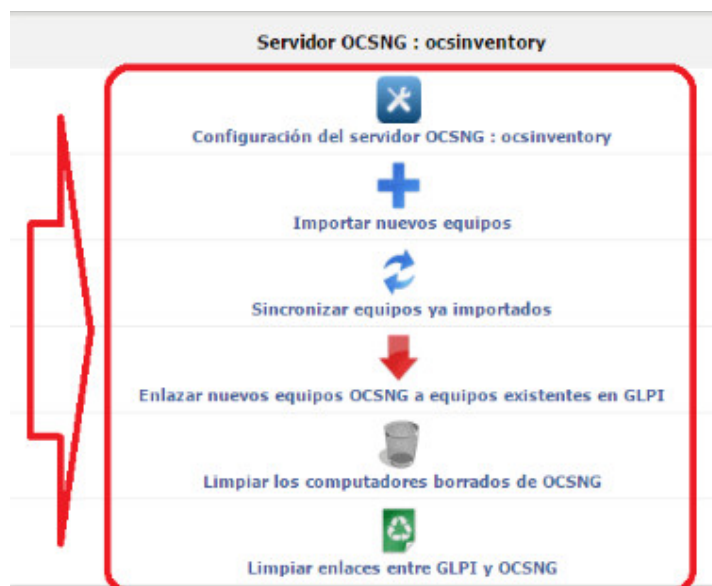 Servidor OCSNG : ocsinventory
Configuración del servidor OCSNG : ocsinventory
Importar nuevos equipos
Sincronizar equipos ya importados
Enlazar nuevos equipos OCSNG a equipos existentes en GLPI
Limpiar los computadores borrados de OCSNG
Limpiar enlaces entre GLPI y OCSNG